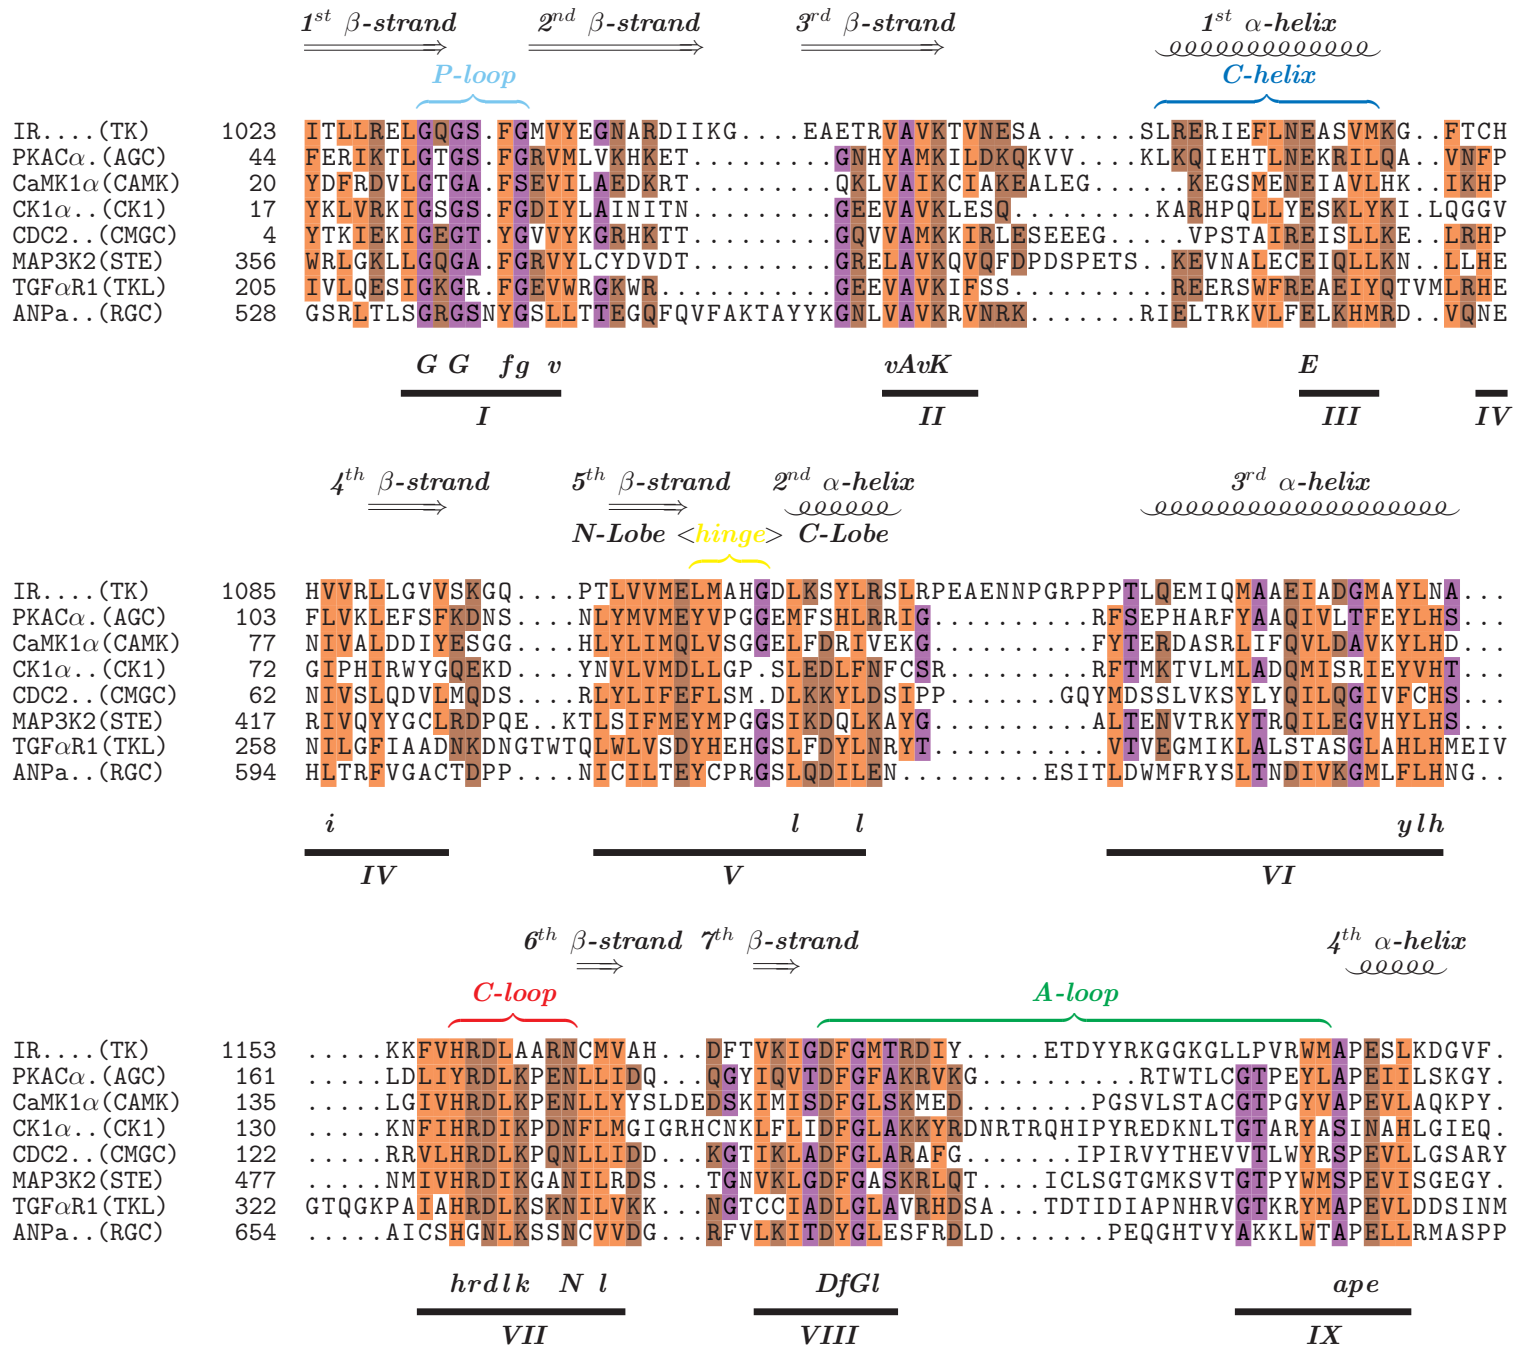 1st β-strand 2nd β-strand 3rd β-strand 1st α-helix
P-loop C-helix
IR....(TK) 1023 ITLLRELGQGS.FGMVYEGNARDIIKG....EAETRVAVKTVNESA.......SLRERIEFLNEASVMKG..FTCH
PKACα.(AGC) 44 FERIKTLGTGS.FGRVMLVKHKET.........GNHYAMKILDKQKVV....KLKQIEHTLNEKRILQA..VNFP
CaMK1α(CAMK) 20 YDFRDVLGTGA.FSEVILAEDKRT.........QKLVAIKCIAKEALEG......KEGSMENEIAVLHK..IKHP
CK1α..(CK1) 17 YKLVRKIGSGS.FGDIYLAINITN.........GEEVAVKLESQ.........KARHPQLLYESKLYKI.LQGGV
CDC2..(CMGC) 4 YTKIEKIGEGT.YGVVYKGRHKTT.........GQVVAMKKIRLESEEEG.....VPSTAIREISLLKE..LRHP
MAP3K2(STE) 356 WRLGKLLGQGA.FGRVYLCYDVDT.........GRELAVKQVQFDPDSPETS..KEVNALECEIQLLKN..LLHE
TGFαR1(TKL) 205 IVLQESIGKGR.FGEVWRGKWR...........GEEVAVKIFSS..........REERSWFREAEIYQTVMLRHE
ANPa..(RGC) 528 GSRLTLSGRGSNYGSLLTTEGQFQVFAKTAYYKGNLVAVKRVNRK.......RIELTRKVLFELKHMRD..VQNE
G G fg v vAvK E
I II III IV
4th β-strand 5th β-strand 2nd α-helix 3rd α-helix
N-Lobe <hinge> C-Lobe
IR....(TK) 1085 HVVRLLGVVSKGQ....PTLVVMELMAHGDLKSYLRSLRPEAENNPGRPPPTLQEMIQMAAEIADGMAYLNA...
PKACα.(AGC) 103 FLVKLEFSFKDNS....NLYMVMEYVPGGEMFSHLRRIG..........RFSEPHARFYAAQIVLTFEYLHS...
CaMK1α(CAMK) 77 NIVALDDIYESGG....HLYLIMQLVSGGELFDRIVEKG..........FYTERDASRLIFQVLDAVKYLHD...
CK1α..(CK1) 72 GIPHIRWYGQEKD....YNVLVMDLLGP.SLEDLFNFCSR.........RFTMKTVLMLADQMISRIEYVHT...
CDC2..(CMGC) 62 NIVSLQDVLMQDS....RLYLIFEFLSM.DLKKYLDSIPP.......GQYMDSSLVKSYLYQILQGIVFCHS...
MAP3K2(STE) 417 RIVQYYGCLRDPQE..KTLSIFMEYMPGGSIKDQLKAYG..........ALTENVTRKYTRQILEGVHYLHS...
TGFαR1(TKL) 258 NILGFIAADNKDNGTWTQLWLVSDYHEHGSLFDYLNRYT..........VTVEGMIKLALSTASGLAHLHMEIV
ANPa..(RGC) 594 HLTRFVGACTDPP....NICILTEYCPRGSLQDILEN.........ESITLDWMFRYSLTNDIVKGMLFLHNG..
i l l ylh
IV V VI
6th β-strand 7th β-strand 4th α-helix
C-loop A-loop
IR....(TK) 1153 .....KKFVHRDLAARNCMVAH...DFTVKIGDFGMTRDIY.....ETDYYRKGGKGLLPVRWMAPESLKDGVF.
PKACα.(AGC) 161 .....LDLIYRDLKPENLLIDQ...QGYIQVTDFGFAKRVKG..........RTWTLCGTPEYLAPEIILSKGY.
CaMK1α(CAMK) 135 .....LGIVHRDLKPENLLYYSLDEDSKIMISDFGLSKMED........PGSVLSTACGTPGYVAPEVLAQKPY.
CK1α..(CK1) 130 .....KNFIHRDIKPDNFLMGIGRHCNKLFLIDFGLAKKYRDNRTRQHIPYREDKNLTGTARYASINAHLGIEQ.
CDC2..(CMGC) 122 .....RRVLHRDLKPQNLLIDD...KGTIKLADFGLARAFG.......IPIRVYTHEVVTLWYRSPEVLLGSARY
MAP3K2(STE) 477 .....NMIVHRDIKGANILRDS...TGNVKLGDFGASKRLQT.....ICLSGTGMKSVTGTPYWMSPEVISGEGY.
TGFαR1(TKL) 322 GTQGKPAIAHRDLKSKNILVKK...NGTCCIADLGLAVRHDSA...TDTIDIAPNHRVGTKRYMAPEVLDDSINM
ANPa..(RGC) 654 .....AICSHGNLKSSNCVVDG...RFVLKITDYGLESFRDLD.......PEQGHTVYAKKLWTAPELLRMASPP
hrdlk N l DfGl ape
VII VIII IX